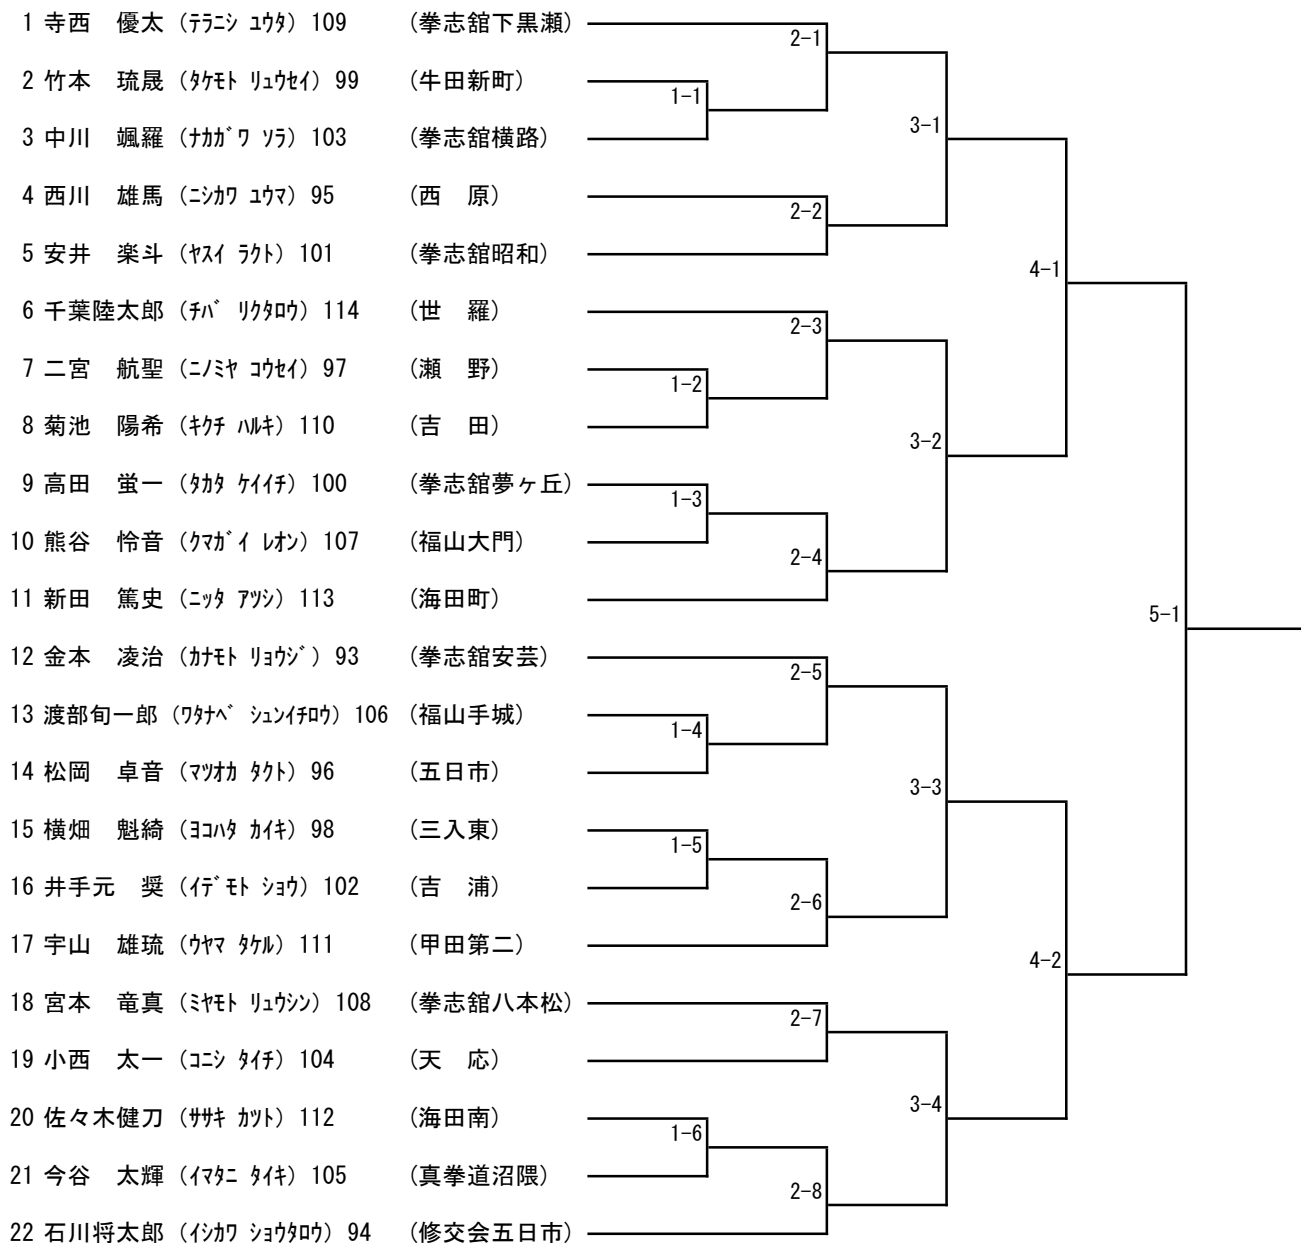 1 寺西　優太 (ﾃﾗﾆｼ ﾕｳﾀ) 109 (拳志舘下黒瀬)
2-1
2 竹本　琉晟 (ﾀｹﾓﾄ ﾘｭｳｾｲ) 99 (牛田新町)
1-1
3-1
3 中川　颯羅 (ﾅｶｶﾞﾜ ｿﾗ) 103 (拳志舘横路)
4 西川　雄馬 (ﾆｼｶﾜ ﾕｳﾏ) 95 (西　原)
2-2
5 安井　楽斗 (ﾔｽｲ ﾗｸﾄ) 101 (拳志舘昭和)
4-1
6 千葉陸太郎 (ﾁﾊﾞ ﾘｸﾀﾛｳ) 114 (世　羅)
2-3
7 二宮　航聖 (ﾆﾉﾐﾔ ｺｳｾｲ) 97 (瀬　野)
1-2
8 菊池　陽希 (ｷｸﾁ ﾊﾙｷ) 110 (吉　田)
3-2
9 高田　蛍一 (ﾀｶﾀ ｹｲｲﾁ) 100 (拳志舘夢ヶ丘)
1-3
10 熊谷　怜音 (ｸﾏｶﾞｲ ﾚｵﾝ) 107 (福山大門)
2-4
11 新田　篤史 (ﾆｯﾀ ｱﾂｼ) 113 (海田町)
5-1
12 金本　凌治 (ｶﾅﾓﾄ ﾘｮｳｼﾞ) 93 (拳志舘安芸)
2-5
13 渡部旬一郎 (ﾜﾀﾅﾍﾞ ｼｭﾝｲﾁﾛｳ) 106 (福山手城)
1-4
14 松岡　卓音 (ﾏﾂｵｶ ﾀｸﾄ) 96 (五日市)
3-3
15 横畑　魁綺 (ﾖｺﾊﾀ ｶｲｷ) 98 (三入東)
1-5
16 井手元　奨 (ｲﾃﾞﾓﾄ ｼｮｳ) 102 (吉　浦)
2-6
17 宇山　雄琉 (ｳﾔﾏ ﾀｹﾙ) 111 (甲田第二)
4-2
18 宮本　竜真 (ﾐﾔﾓﾄ ﾘｭｳｼﾝ) 108 (拳志舘八本松)
2-7
19 小西　太一 (ｺﾆｼ ﾀｲﾁ) 104 (天　応)
3-4
20 佐々木健刀 (ｻｻｷ ｶﾂﾄ) 112 (海田南)
1-6
21 今谷　太輝 (ｲﾏﾀﾆ ﾀｲｷ) 105 (真拳道沼隈)
2-8
22 石川将太郎 (ｲｼｶﾜ ｼｮｳﾀﾛｳ) 94 (修交会五日市)